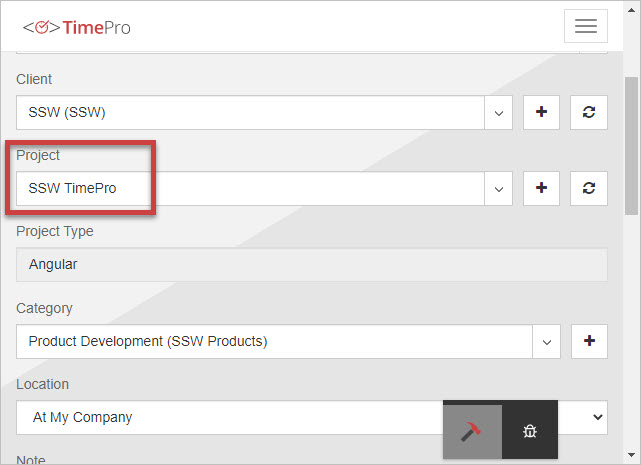 <✓>TimePro
Client
SSW (SSW)
Project
SSW TimePro
Project Type
Angular
Category
Product Development (SSW Products)
Location
At My Company
Note